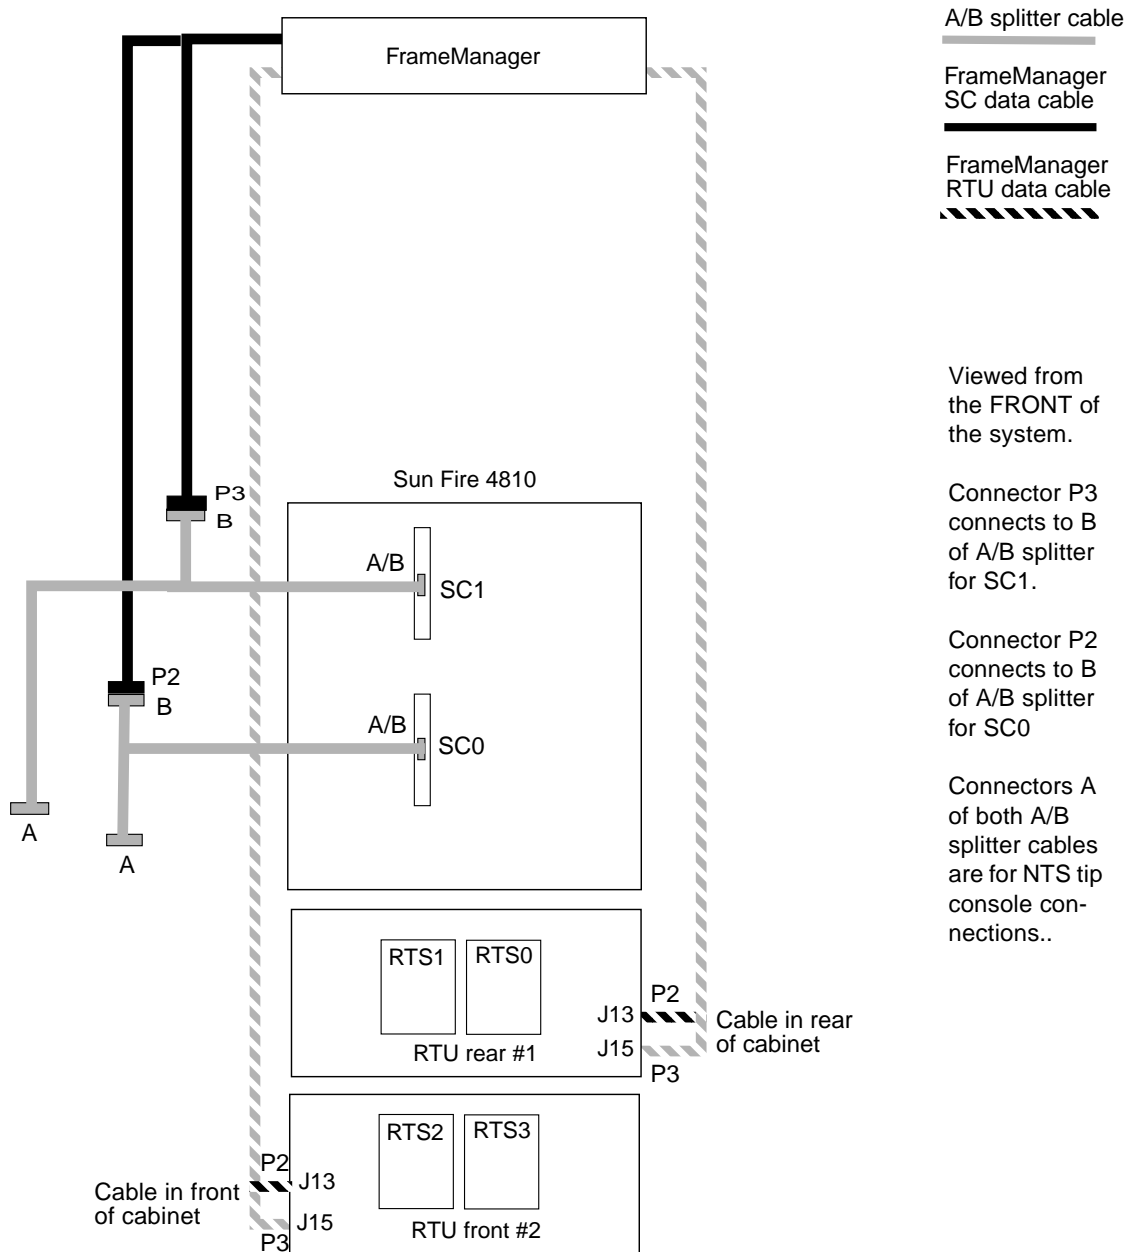 A/B splitter cable
FrameManager
FrameManager
SC data cable
FrameManager
RTU data cable
Viewed from
the FRONT of
the system.
Connector P3
connects to B
of A/B splitter
for SC1.
Connector P2
connects to B
of A/B splitter
for SC0
Connectors A
of both A/B
splitter cables
are for NTS tip
console con-
nections..
Sun Fire 4810
P3
B
A/B
SC1
P2
B
A/B
SC0
A
A
RTS1
RTS0
P2
J13
J15
P3
RTU rear #1
Cable in rear
of cabinet
RTS2
RTS3
P2
J13
Cable in front
of cabinet
J15
P3
RTU front #2